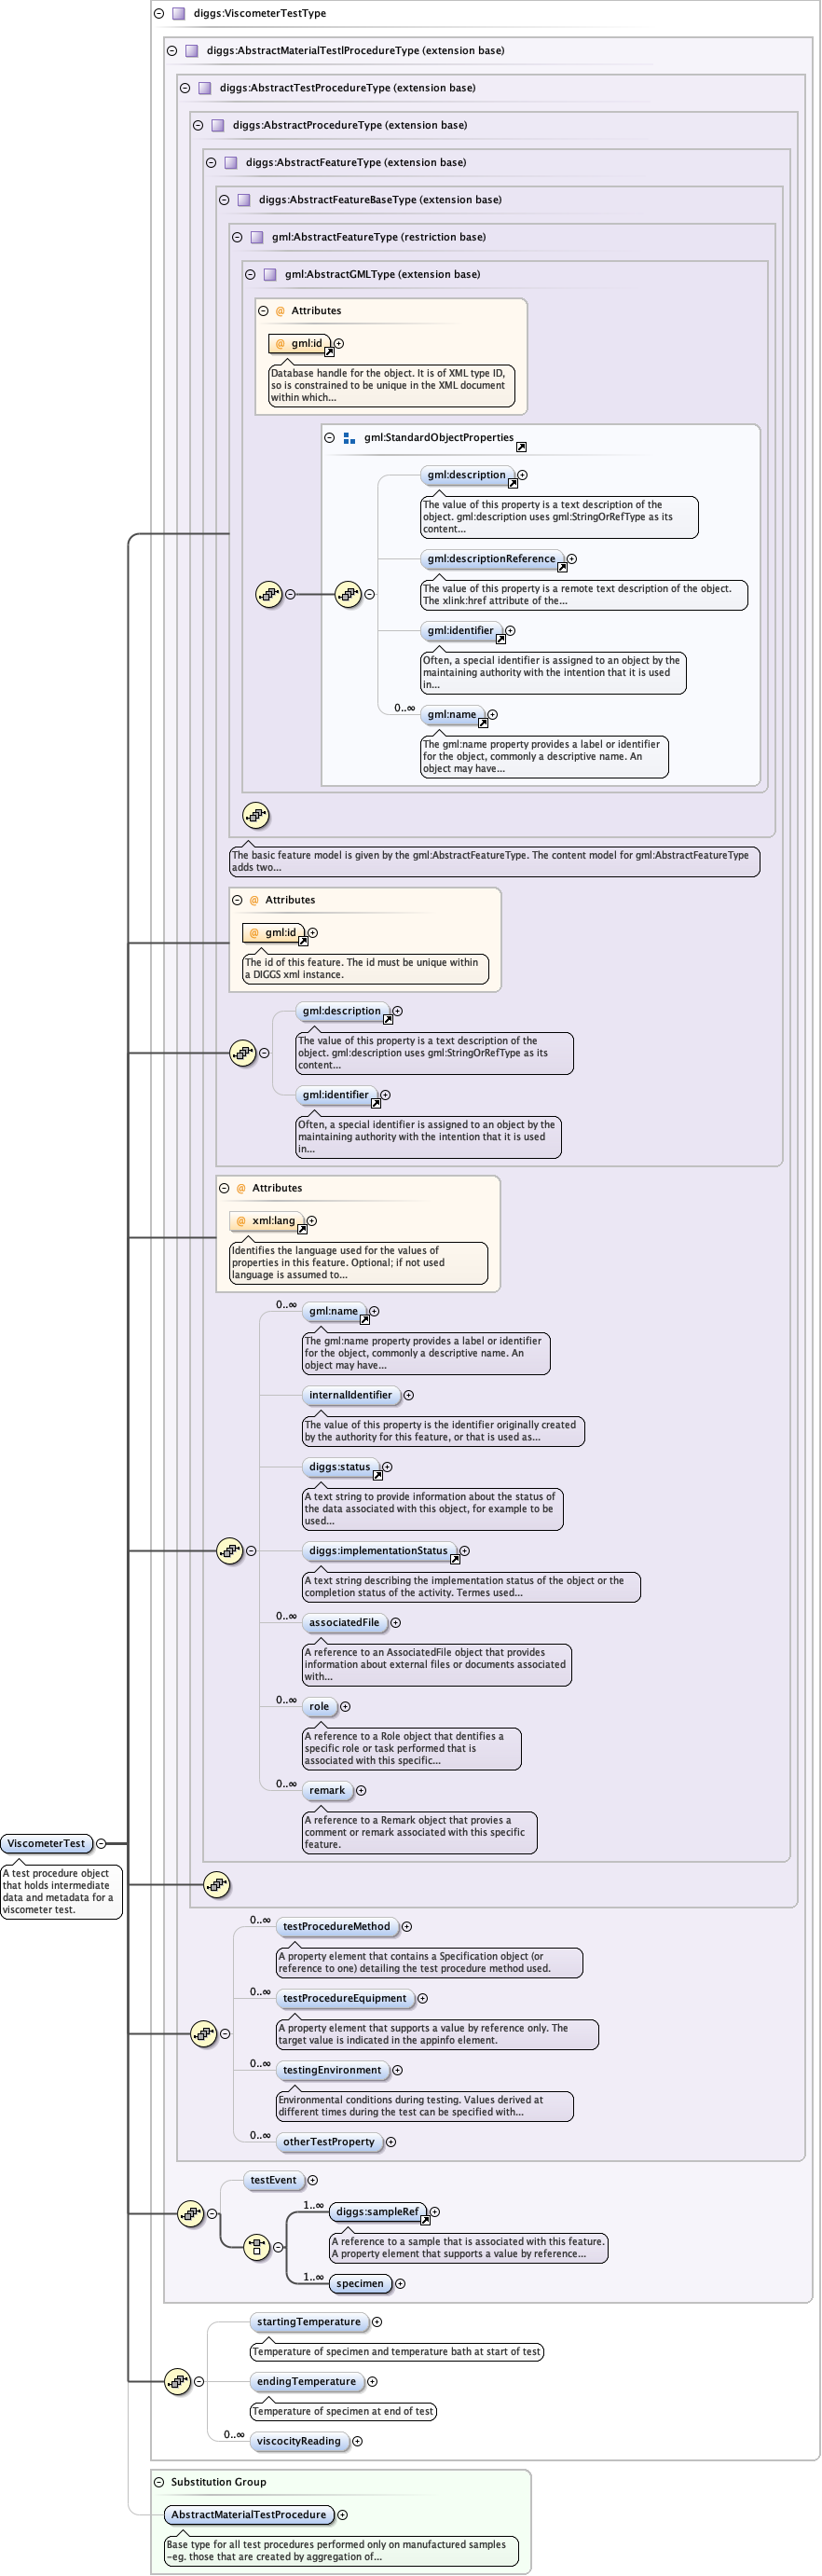 diggs:ViscometerTestType
diggs:AbstractMaterialTestlProcedureType (extension base)
diggs:AbstractTestProcedureType (extension base)
diggs:AbstractProcedureType (extension base)
diggs:AbstractFeatureType (extension base)
diggs:AbstractFeatureBaseType (extension base)
gml:AbstractFeatureType (restriction base)
gml:AbstractGMLType (extension base)
@ Attributes
@ gml:id
Database handle for the object. It is of XML type ID,
so is constrained to be unique in the XML document
within which...
gml:StandardObjectProperties
gml:description
The value of this property is a text description of the
object. gml:description uses gml:StringOrRefType as its
content...
gml:descriptionReference
The value of this property is a remote text description of the object.
The xlink:href attribute of the...
gml:identifier
Often, a special identifier is assigned to an object by the
maintaining authority with the intention that it is used
in...
0..∞ gml:name
The gml:name property provides a label or identifier
for the object, commonly a descriptive name. An
object may have...
The basic feature model is given by the gml:AbstractFeatureType. The content model for gml:AbstractFeatureType
adds two...
@ Attributes
@ gml:id
The id of this feature. The id must be unique within
a DIGGS xml instance.
gml:description
The value of this property is a text description of the
object. gml:description uses gml:StringOrRefType as its
content...
gml:identifier
Often, a special identifier is assigned to an object by the
maintaining authority with the intention that it is used
in...
@ Attributes
@ xml:lang
Identifies the language used for the values of
properties in this feature. Optional; if not used
language is assumed to...
0..∞ gml:name
The gml:name property provides a label or identifier
for the object, commonly a descriptive name. An
object may have...
internalIdentifier
The value of this property is the identifier originally created
by the authority for this feature, or that is used as...
diggs:status
A text string to provide information about the status of
the data associated with this object, for example to be
used...
diggs:implementationStatus
A text string describing the implementation status of the object or the
completion status of the activity. Termes used...
0..∞ associatedFile
A reference to an AssociatedFile object that provides
information about external files or documents associated
with...
0..∞ role
A reference to a Role object that dentifies a
specific role or task performed that is
associated with this specific...
0..∞ remark
A reference to a Remark object that provies a
comment or remark associated with this specific
feature.
ViscometerTest
A test procedure object
that holds intermediate
data and metadata for a
viscometer test.
0..∞ testProcedureMethod
A property element that contains a Specification object (or
reference to one) detailing the test procedure method used.
0..∞ testProcedureEquipment
A property element that supports a value by reference only. The
target value is indicated in the appinfo element.
0..∞ testingEnvironment
Environmental conditions during testing. Values derived at
different times during the test can be specified with...
0..∞ otherTestProperty
testEvent
1..∞ diggs:sampleRef
A reference to a sample that is associated with this feature.
A property element that supports a value by reference...
1..∞ specimen
startingTemperature
Temperature of specimen and temperature bath at start of test
endingTemperature
Temperature of specimen at end of test
0..∞ viscocityReading
Substitution Group
AbstractMaterialTestProcedure
Base type for all test procedures performed only on manufactured samples
-eg. those that are created by aggregation of...